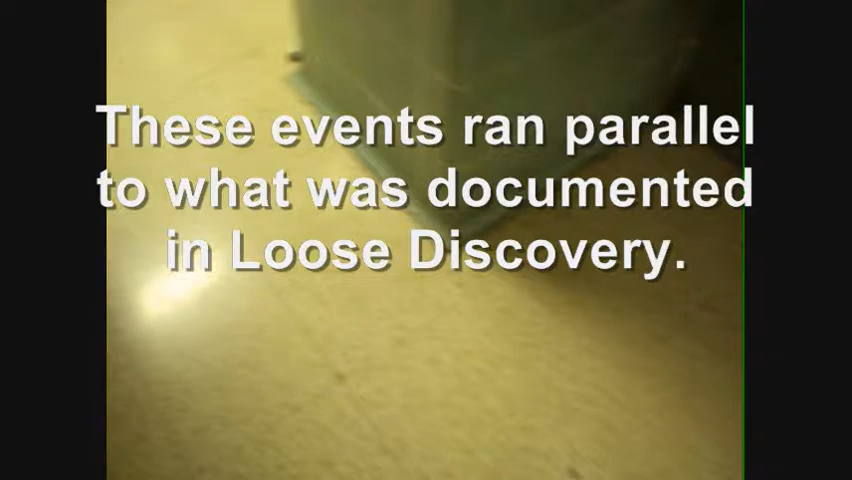 These events ran parallel
to what was documented
in Loose Discovery.